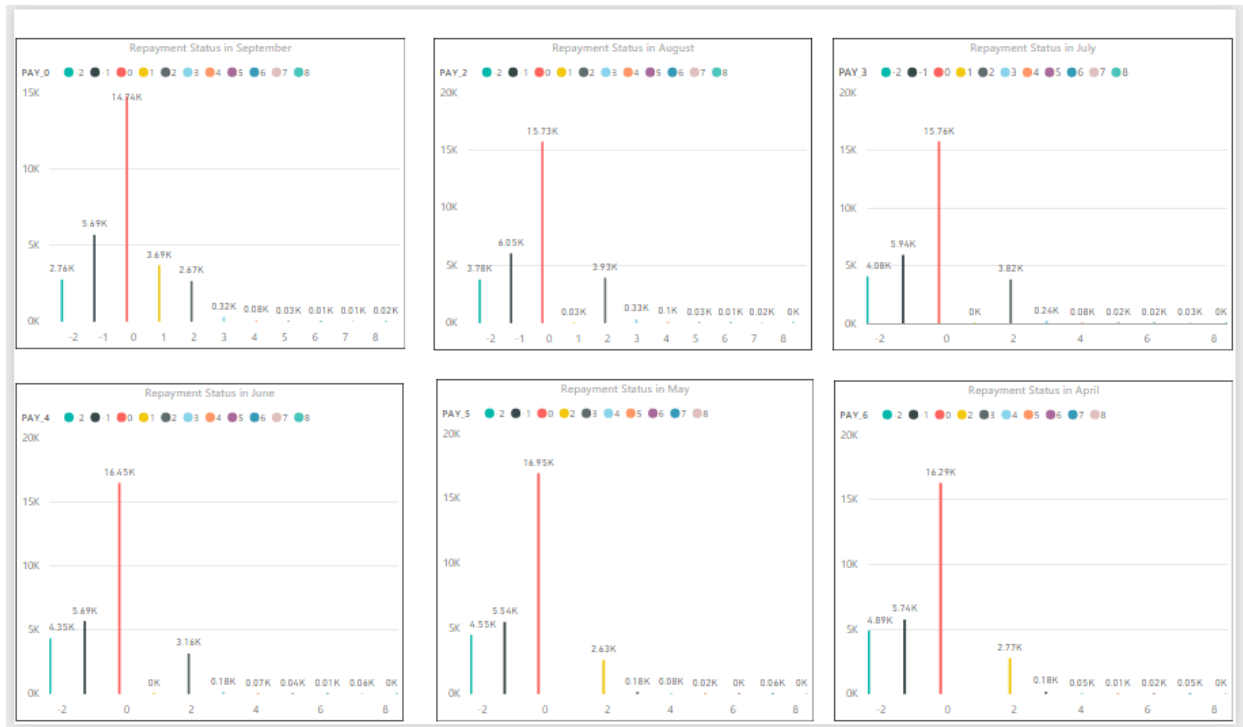 Repayment Status in September
PAY_0 2 1 0 1 2 3 4 5 6 7 8
15K
14.74K
10K
5.69K
5K
3.69K
2.76K
2.67K
0.32K 0.08K 0.03K 0.01K 0.01K 0.02K
0K
-2 -1 0 1 2 3 4 5 6 7 8
Repayment Status in August
PAY_2 2 1 0 1 2 3 4 5 6 7 8
20K
15.73K
15K
10K
6.05K
5K
3.78K
3.93K
0.03K
0.33K 0.1K 0.03K 0.01K 0.02K 0K
0K
-2 -1 0 1 2 3 4 5 6 7 8
Repayment Status in July
PAY_3 -2 -1 0 1 2 3 4 5 6 7 8
20K
15.76K
15K
10K
5.94K
5K
4.08K
3.82K
0K
0.24K 0.08K 0.02K 0.02K 0.03K 0K
0K
-2 0 2 4 6 8
Repayment Status in June
PAY_4 2 1 0 1 2 3 4 5 6 7 8
20K
16.45K
15K
10K
5.69K
5K
4.35K
3.16K
0K
0.18K 0.07K 0.04K 0.01K 0.06K 0K
0K
-2 0 2 4 6 8
Repayment Status in May
PAY_5 2 1 0 2 3 4 5 6 7 8
20K
16.95K
15K
10K
5.54K
5K
4.55K
2.63K
0.18K 0.08K 0.02K 0K 0.06K 0K
0K
-2 0 2 4 6 8
Repayment Status in April
PAY_6 2 1 0 2 3 4 5 6 7 8
20K
16.29K
15K
10K
5.74K
5K
4.89K
2.77K
0.18K 0.05K 0.01K 0.02K 0.05K 0K
0K
-2 0 2 4 6 8